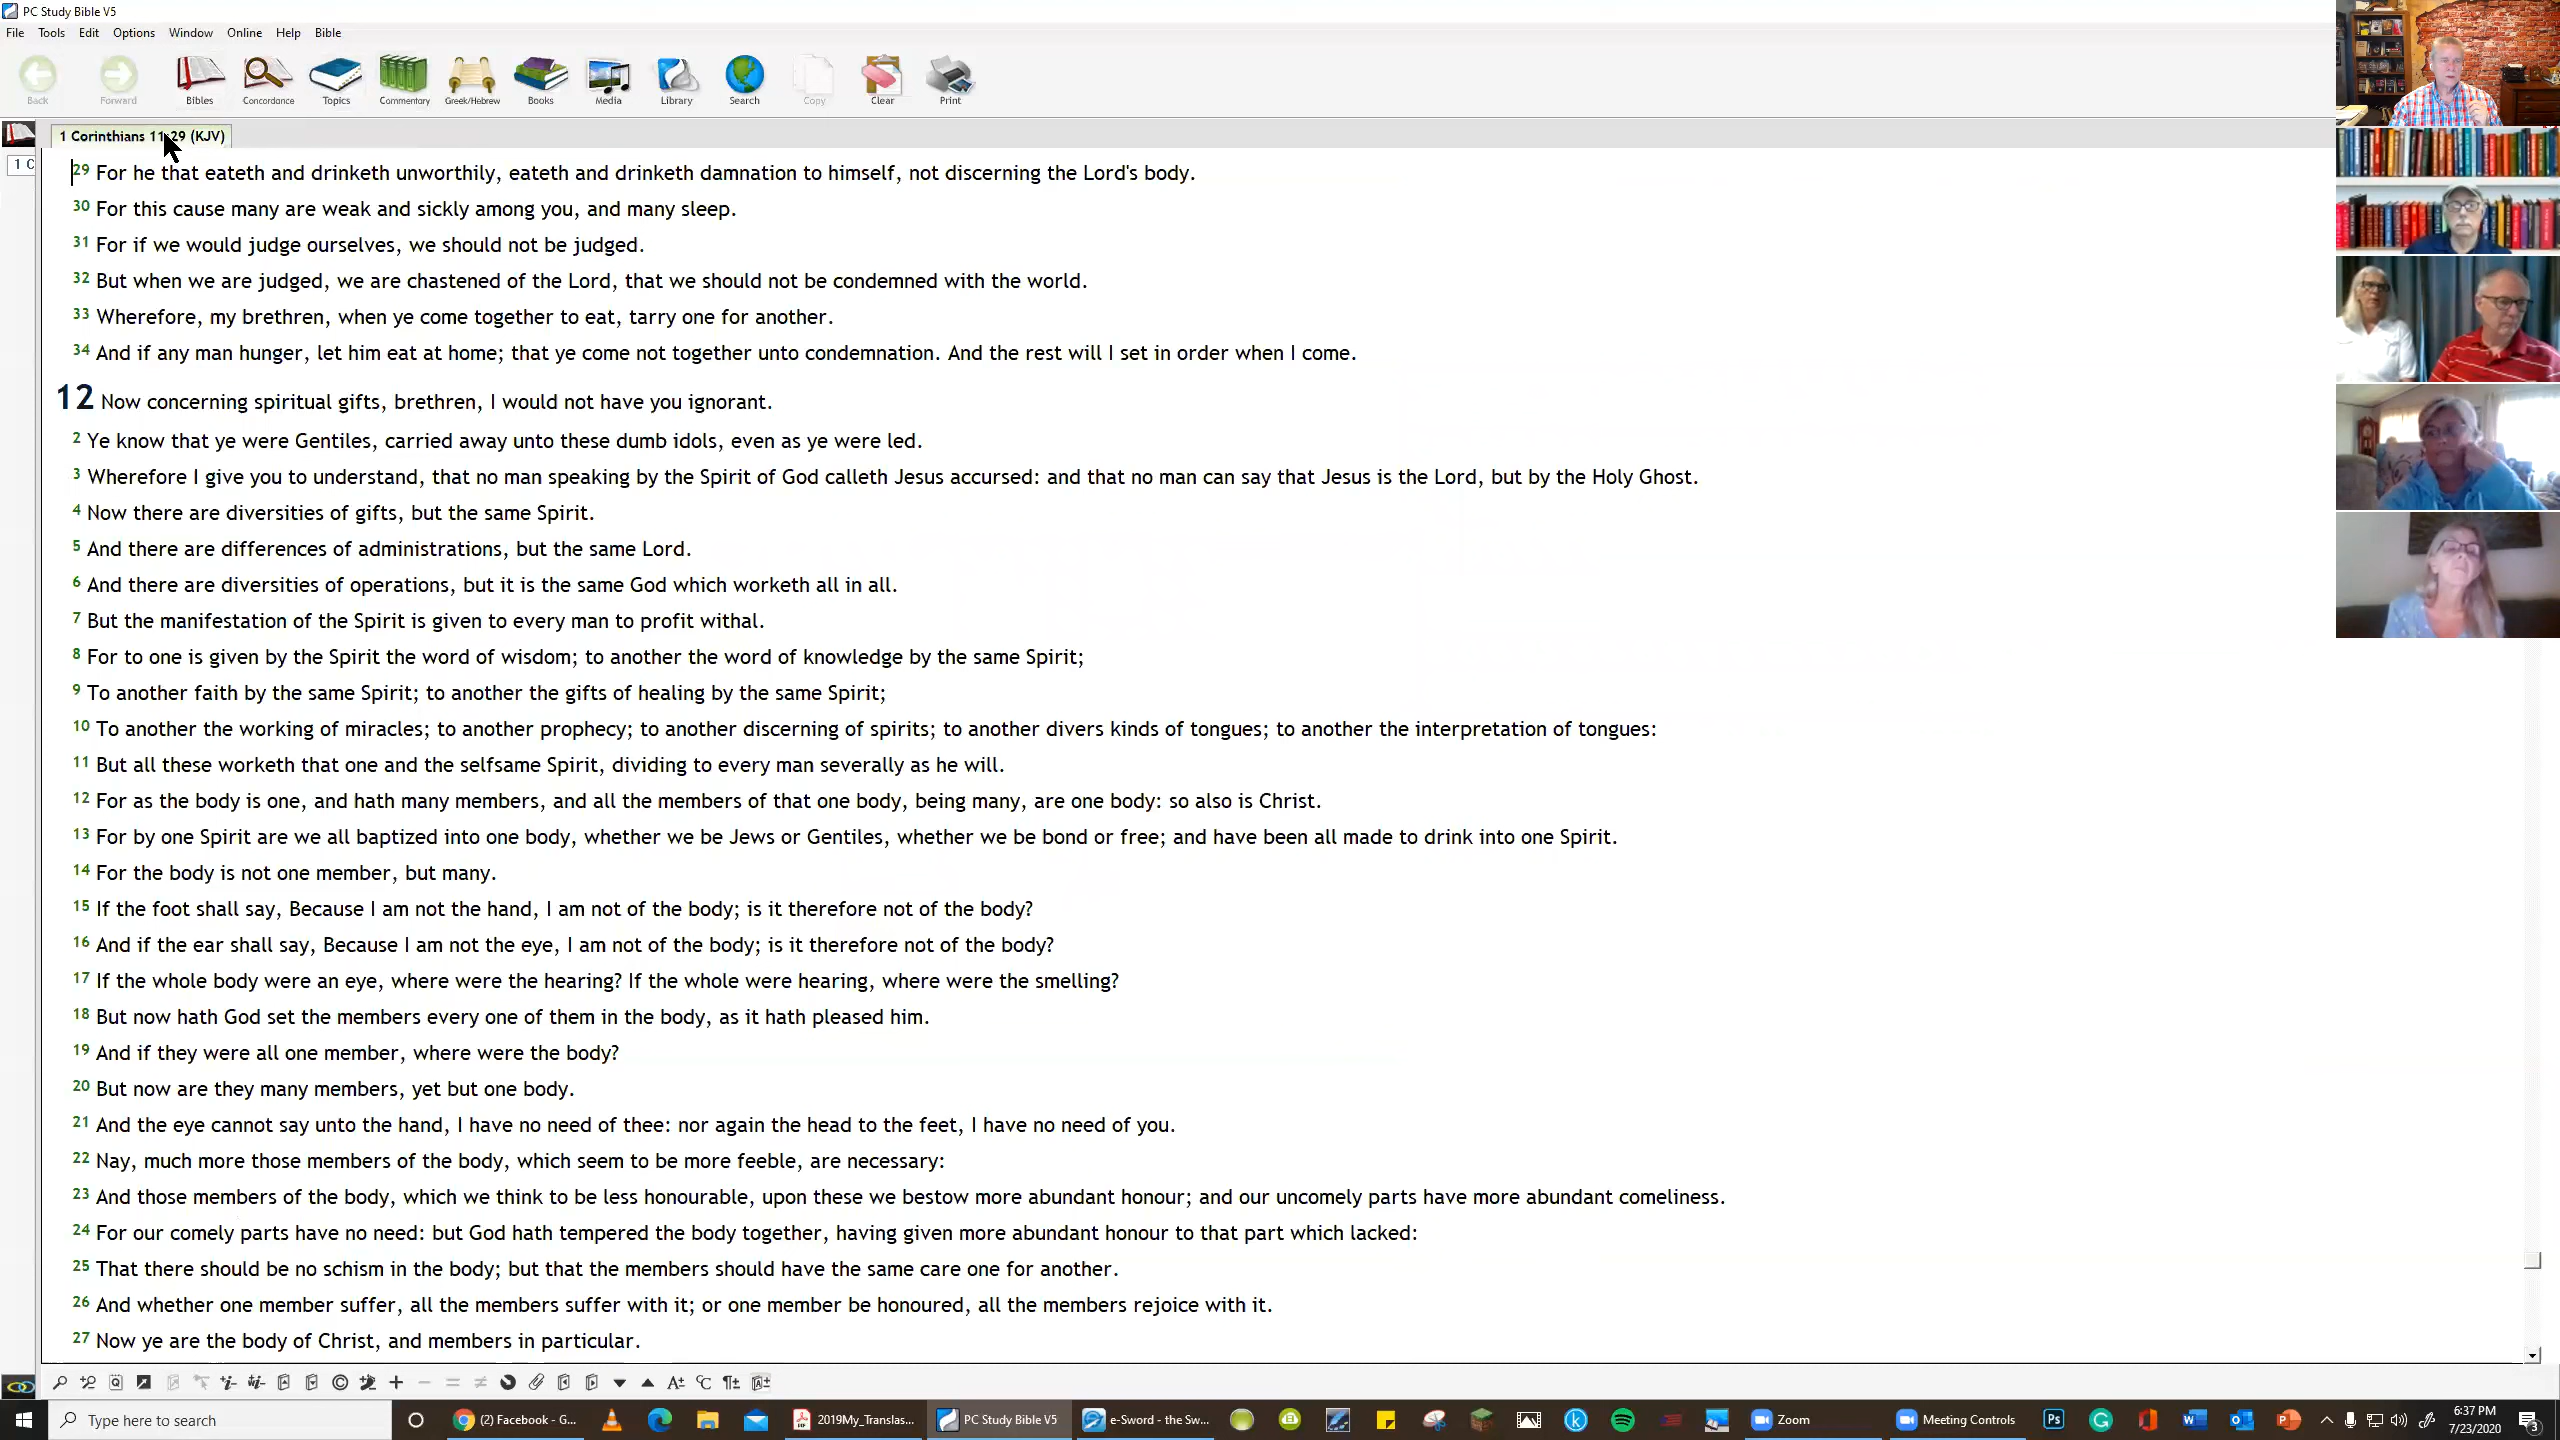 PC Study Bible V5
File Tools Edit Options Window Online Help Bible
Back Forward Bibles Concordance Topics Commentary Greek/Hebrew Books Media Library Search Copy Clear Print
1 Corinthians 11:29 (KJV)
1 C
29 For he that eateth and drinketh unworthily, eateth and drinketh damnation to himself, not discerning the Lord's body.
30 For this cause many are weak and sickly among you, and many sleep.
31 For if we would judge ourselves, we should not be judged.
32 But when we are judged, we are chastened of the Lord, that we should not be condemned with the world.
33 Wherefore, my brethren, when ye come together to eat, tarry one for another.
34 And if any man hunger, let him eat at home; that ye come not together unto condemnation. And the rest will I set in order when I come.
12 Now concerning spiritual gifts, brethren, I would not have you ignorant.
2 Ye know that ye were Gentiles, carried away unto these dumb idols, even as ye were led.
3 Wherefore I give you to understand, that no man speaking by the Spirit of God calleth Jesus accursed: and that no man can say that Jesus is the Lord, but by the Holy Ghost.
4 Now there are diversities of gifts, but the same Spirit.
5 And there are differences of administrations, but the same Lord.
6 And there are diversities of operations, but it is the same God which worketh all in all.
7 But the manifestation of the Spirit is given to every man to profit withal.
8 For to one is given by the Spirit the word of wisdom; to another the word of knowledge by the same Spirit;
9 To another faith by the same Spirit; to another the gifts of healing by the same Spirit;
10 To another the working of miracles; to another prophecy; to another discerning of spirits; to another divers kinds of tongues; to another the interpretation of tongues:
11 But all these worketh that one and the selfsame Spirit, dividing to every man severally as he will.
12 For as the body is one, and hath many members, and all the members of that one body, being many, are one body: so also is Christ.
13 For by one Spirit are we all baptized into one body, whether we be Jews or Gentiles, whether we be bond or free; and have been all made to drink into one Spirit.
14 For the body is not one member, but many.
15 If the foot shall say, Because I am not the hand, I am not of the body; is it therefore not of the body?
16 And if the ear shall say, Because I am not the eye, I am not of the body; is it therefore not of the body?
17 If the whole body were an eye, where were the hearing? If the whole were hearing, where were the smelling?
18 But now hath God set the members every one of them in the body, as it hath pleased him.
19 And if they were all one member, where were the body?
20 But now are they many members, yet but one body.
21 And the eye cannot say unto the hand, I have no need of thee: nor again the head to the feet, I have no need of you.
22 Nay, much more those members of the body, which seem to be more feeble, are necessary:
23 And those members of the body, which we think to be less honourable, upon these we bestow more abundant honour; and our uncomely parts have more abundant comeliness.
24 For our comely parts have no need: but God hath tempered the body together, having given more abundant honour to that part which lacked:
25 That there should be no schism in the body; but that the members should have the same care one for another.
26 And whether one member suffer, all the members suffer with it; or one member be honoured, all the members rejoice with it.
27 Now ye are the body of Christ, and members in particular.
Type here to search (2) Facebook - G... 2019My_Translas... PC Study Bible V5 e-Sword - the Sw... Zoom Meeting Controls 6:37 PM
7/23/2020